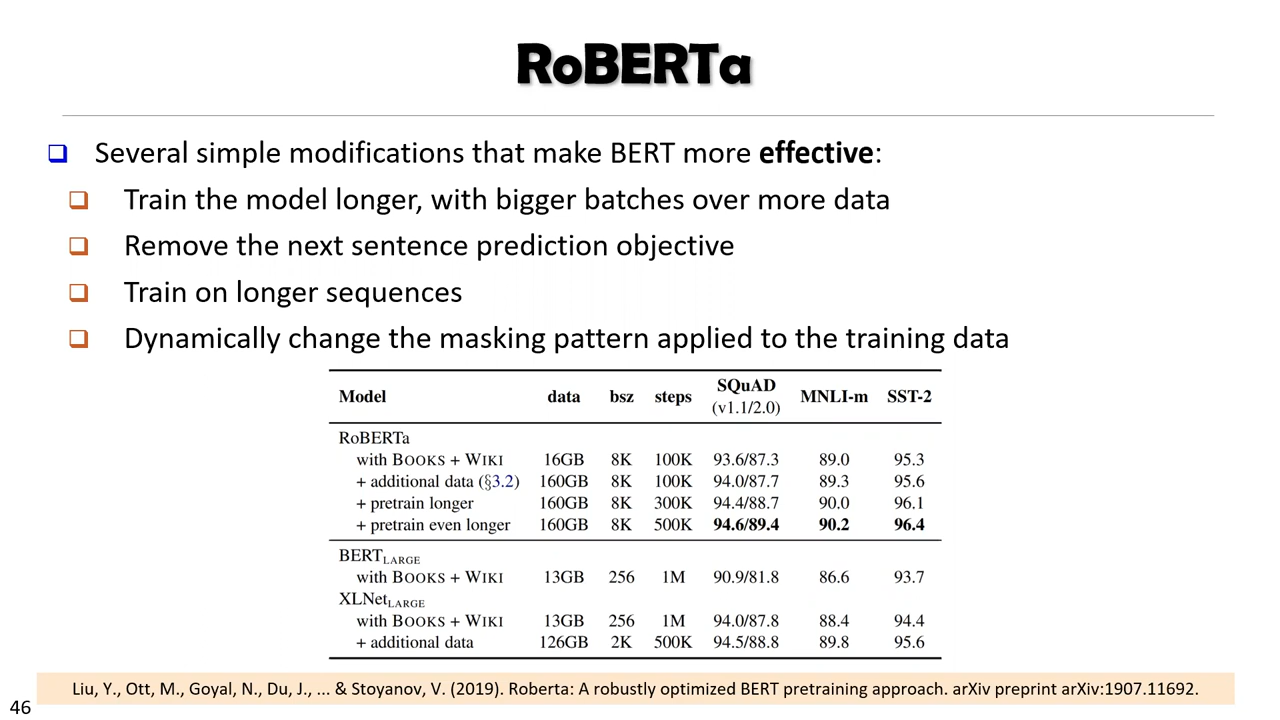 RoBERTa
Several simple modifications that make BERT more effective:
Train the model longer, with bigger batches over more data
Remove the next sentence prediction objective
Train on longer sequences
Dynamically change the masking pattern applied to the training data
Model data bsz steps SQuAD (v1.1/2.0) MNLI-m SST-2
RoBERTa
with BOOKS + WIKI 16GB 8K 100K 93.6/87.3 89.0 95.3
+ additional data (§3.2) 160GB 8K 100K 94.0/87.7 89.3 95.6
+ pretrain longer 160GB 8K 300K 94.4/88.7 90.0 96.1
+ pretrain even longer 160GB 8K 500K 94.6/89.4 90.2 96.4
BERTLARGE
with BOOKS + WIKI 13GB 256 1M 90.9/81.8 86.6 93.7
XLNetLARGE
with BOOKS + WIKI 13GB 256 1M 94.0/87.8 88.4 94.4
+ additional data 126GB 2K 500K 94.5/88.8 89.8 95.6
Liu, Y., Ott, M., Goyal, N., Du, J., ... & Stoyanov, V. (2019). Roberta: A robustly optimized BERT pretraining approach. arXiv preprint arXiv:1907.11692.
46